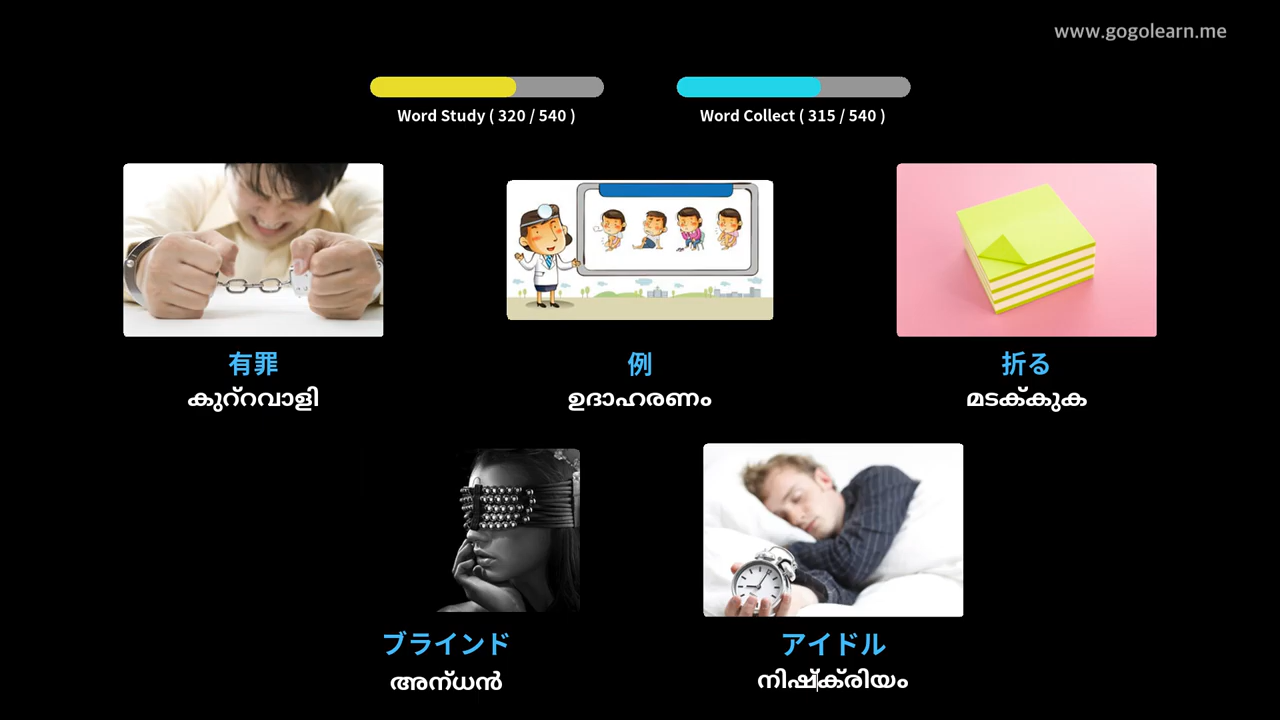 www.gogolearn.me
Word Study ( 320 / 540 )
Word Collect ( 315 / 540 )
有罪
例
折る
കുറ്റവാളി
ഉദാഹരണം
മടക്കുക
ブラインド
アイドル
അന്ധൻ
നിഷ്ക്രിയം